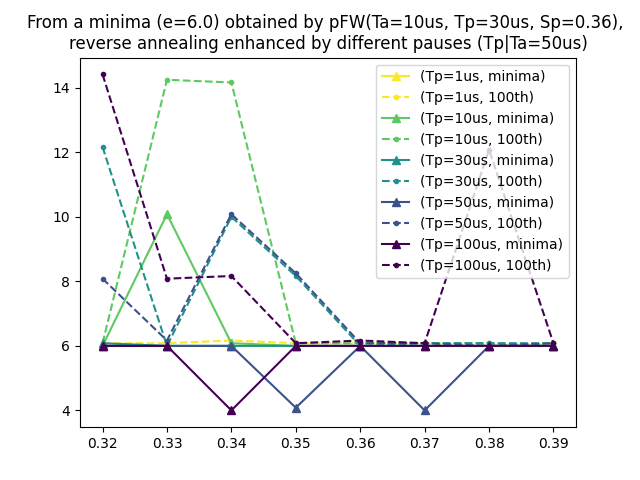 From a minima (e=6.0) obtained by pFW(Ta=10us, Tp=30us, Sp=0.36),
reverse annealing enhanced by different pauses (Tp|Ta=50us)
14
12
10
8
6
4
0.32 0.33 0.34 0.35 0.36 0.37 0.38 0.39
(Tp=1us, minima)
(Tp=1us, 100th)
(Tp=10us, minima)
(Tp=10us, 100th)
(Tp=30us, minima)
(Tp=30us, 100th)
(Tp=50us, minima)
(Tp=50us, 100th)
(Tp=100us, minima)
(Tp=100us, 100th)